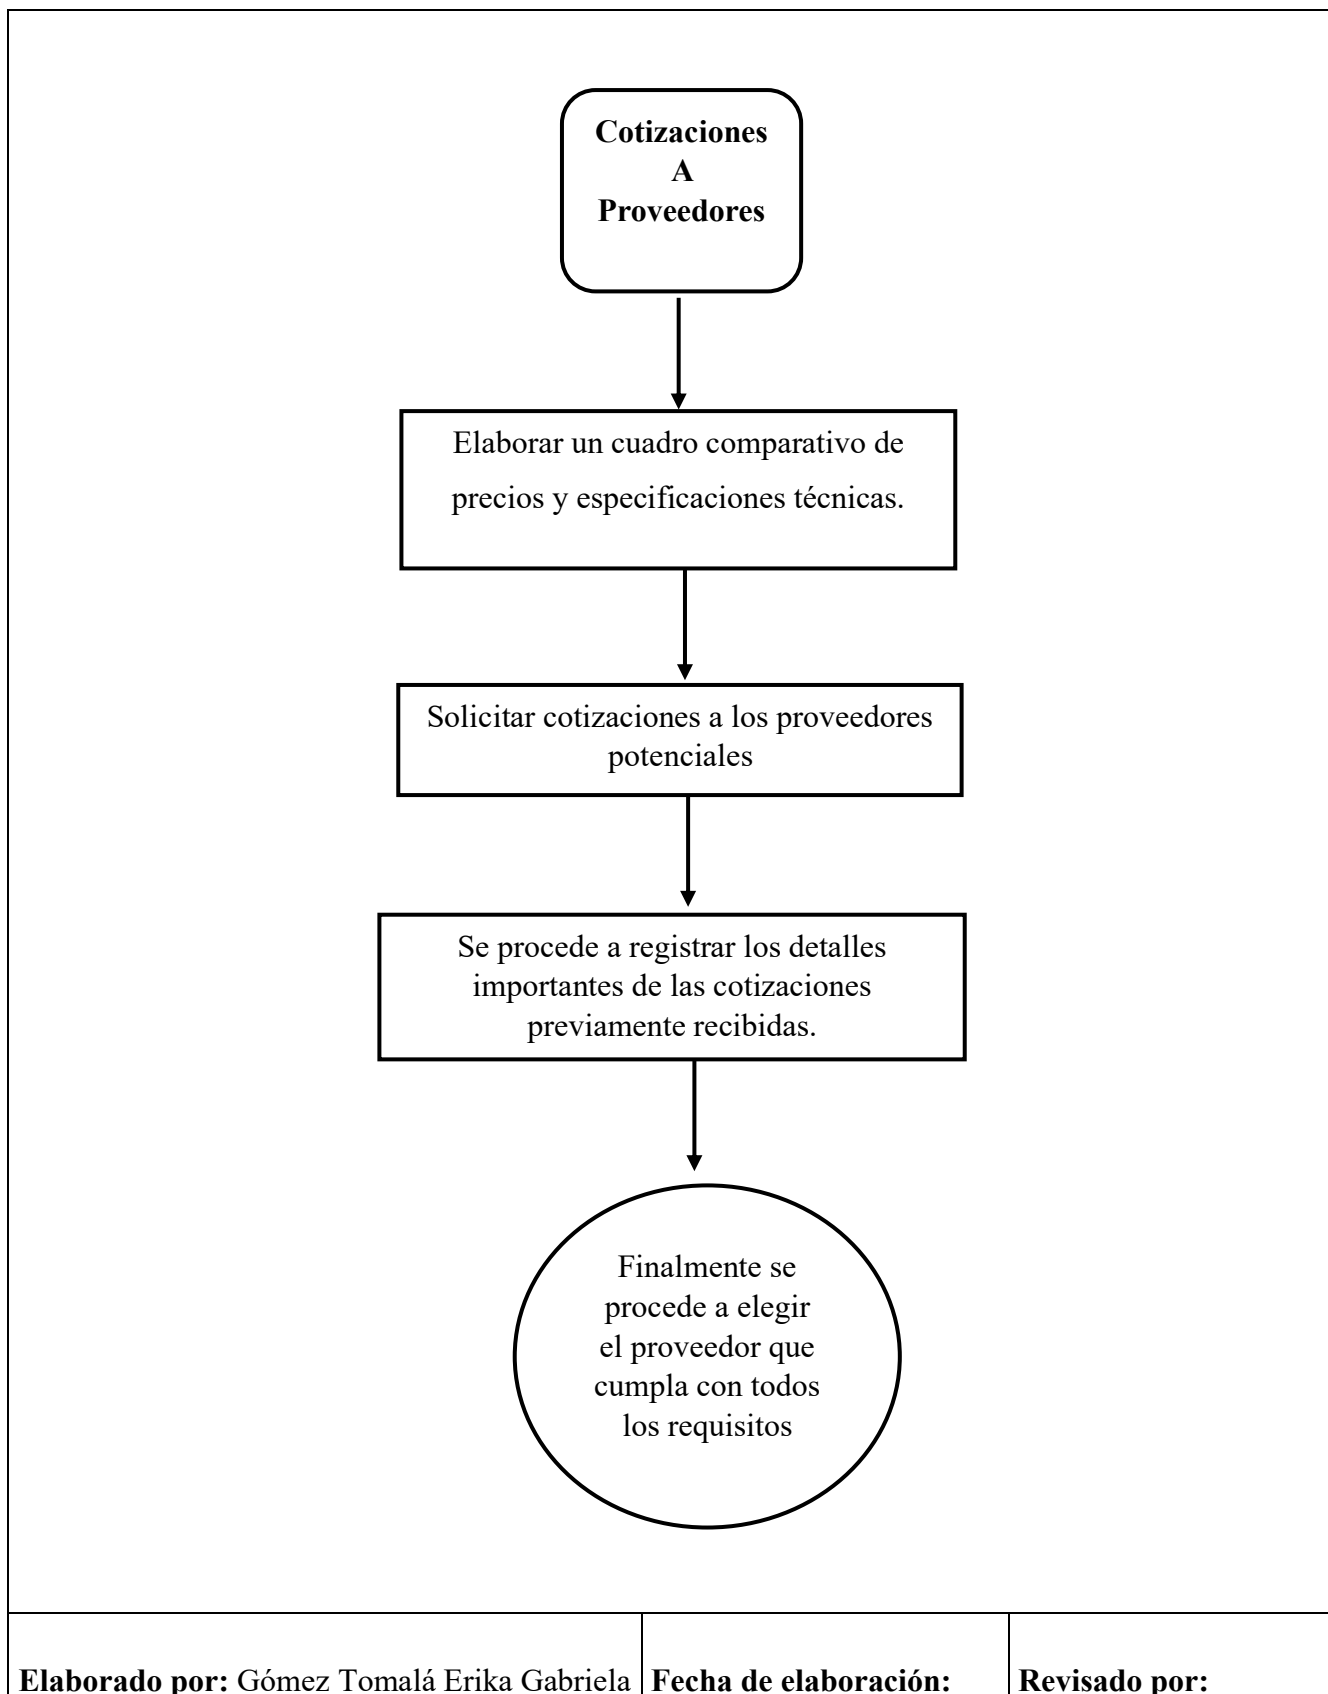 Cotizaciones
A
Proveedores
Elaborar un cuadro comparativo de
precios y especificaciones técnicas.
Solicitar cotizaciones a los proveedores
potenciales
Se procede a registrar los detalles
importantes de las cotizaciones
previamente recibidas.
Finalmente se
procede a elegir
el proveedor que
cumpla con todos
los requisitos
Elaborado por: Gómez Tomalá Erika Gabriela
Fecha de elaboración:
Revisado por: